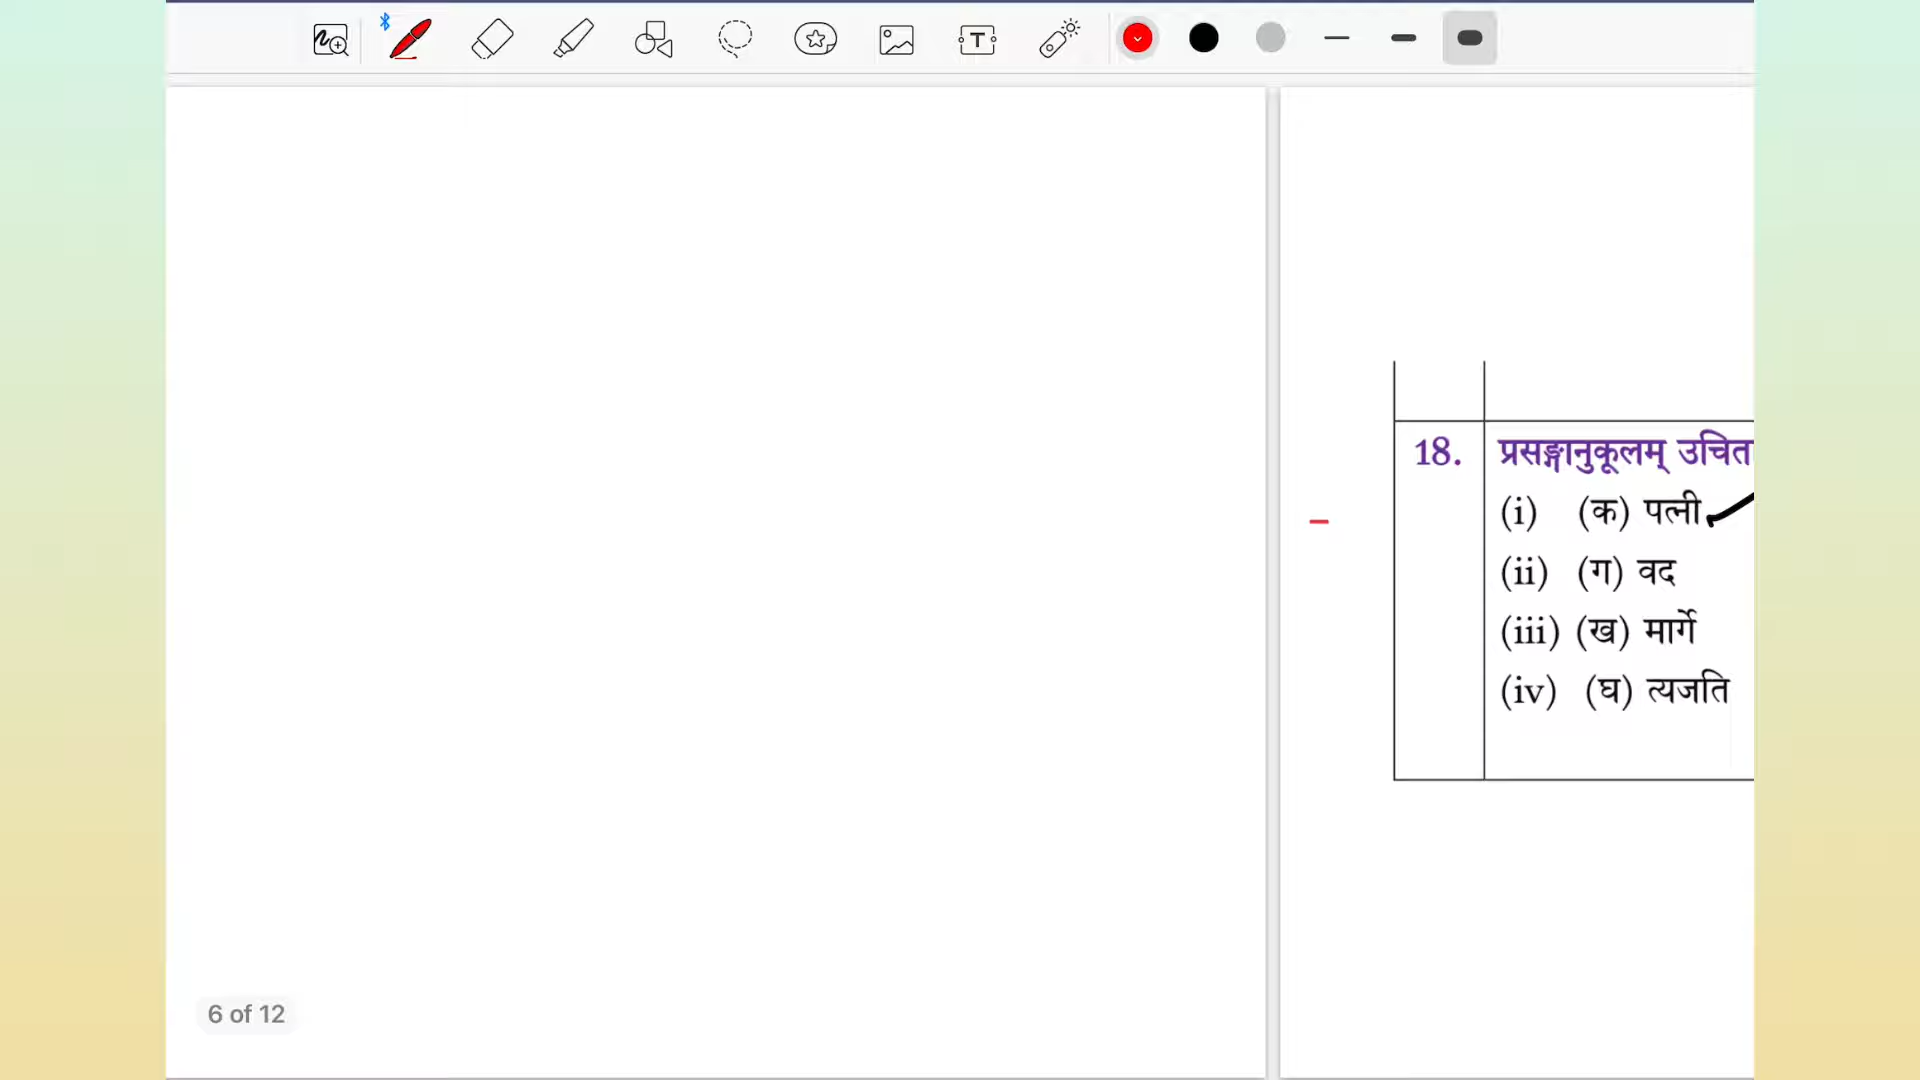 T
18. प्रसङ्गानुकूलम् उचित
(i) (क) पत्नी
(ii) (ग) वद
(iii) (ख) मार्गे
(iv) (घ) त्यजति
6 of 12